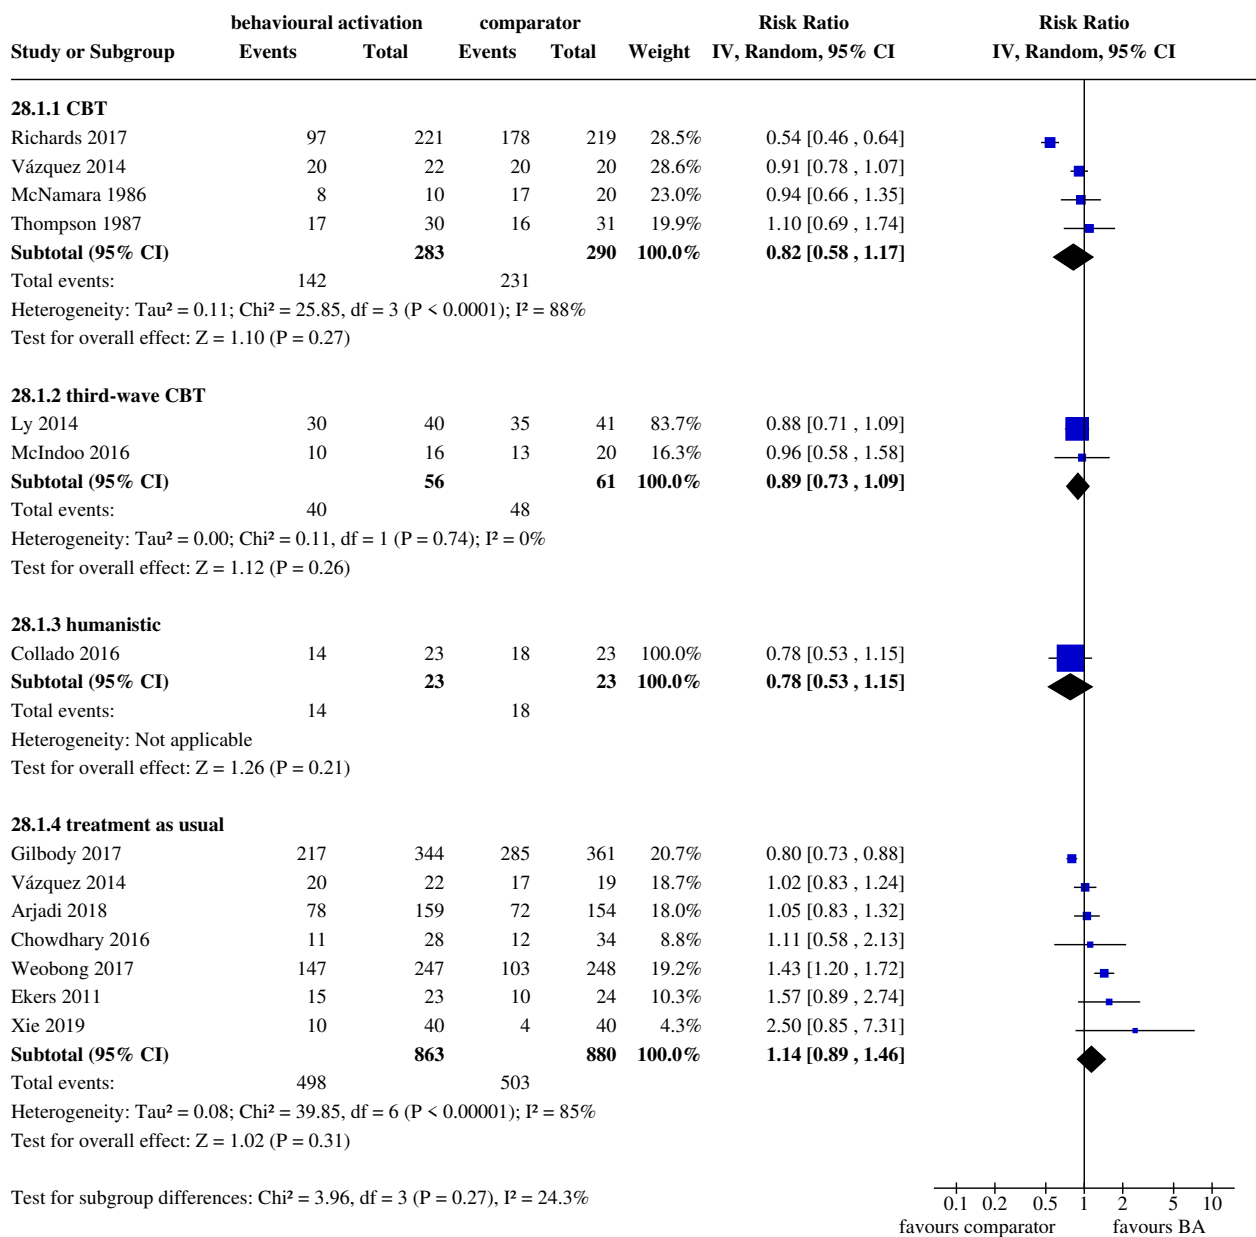 behavioural activation comparator Risk Ratio Risk Ratio
Study or Subgroup Events Total Events Total Weight IV, Random, 95% CI IV, Random, 95% CI
28.1.1 CBT
Richards 2017 97 221 178 219 28.5% 0.54 [0.46 , 0.64]
Vázquez 2014 20 22 20 20 28.6% 0.91 [0.78 , 1.07]
McNamara 1986 8 10 17 20 23.0% 0.94 [0.66 , 1.35]
Thompson 1987 17 30 16 31 19.9% 1.10 [0.69 , 1.74]
Subtotal (95% CI) 283 290 100.0% 0.82 [0.58 , 1.17]
Total events: 142 231
Heterogeneity: Tau² = 0.11; Chi² = 25.85, df = 3 (P < 0.0001); I² = 88%
Test for overall effect: Z = 1.10 (P = 0.27)
28.1.2 third-wave CBT
Ly 2014 30 40 35 41 83.7% 0.88 [0.71 , 1.09]
McIndoo 2016 10 16 13 20 16.3% 0.96 [0.58 , 1.58]
Subtotal (95% CI) 56 61 100.0% 0.89 [0.73 , 1.09]
Total events: 40 48
Heterogeneity: Tau² = 0.00; Chi² = 0.11, df = 1 (P = 0.74); I² = 0%
Test for overall effect: Z = 1.12 (P = 0.26)
28.1.3 humanistic
Collado 2016 14 23 18 23 100.0% 0.78 [0.53 , 1.15]
Subtotal (95% CI) 23 23 100.0% 0.78 [0.53 , 1.15]
Total events: 14 18
Heterogeneity: Not applicable
Test for overall effect: Z = 1.26 (P = 0.21)
28.1.4 treatment as usual
Gilbody 2017 217 344 285 361 20.7% 0.80 [0.73 , 0.88]
Vázquez 2014 20 22 17 19 18.7% 1.02 [0.83 , 1.24]
Arjadi 2018 78 159 72 154 18.0% 1.05 [0.83 , 1.32]
Chowdhary 2016 11 28 12 34 8.8% 1.11 [0.58 , 2.13]
Weobong 2017 147 247 103 248 19.2% 1.43 [1.20 , 1.72]
Ekers 2011 15 23 10 24 10.3% 1.57 [0.89 , 2.74]
Xie 2019 10 40 4 40 4.3% 2.50 [0.85 , 7.31]
Subtotal (95% CI) 863 880 100.0% 1.14 [0.89 , 1.46]
Total events: 498 503
Heterogeneity: Tau² = 0.08; Chi² = 39.85, df = 6 (P < 0.00001); I² = 85%
Test for overall effect: Z = 1.02 (P = 0.31)
Test for subgroup differences: Chi² = 3.96, df = 3 (P = 0.27), I² = 24.3%
0.1 0.2 0.5 1 2 5 10
favours comparator favours BA